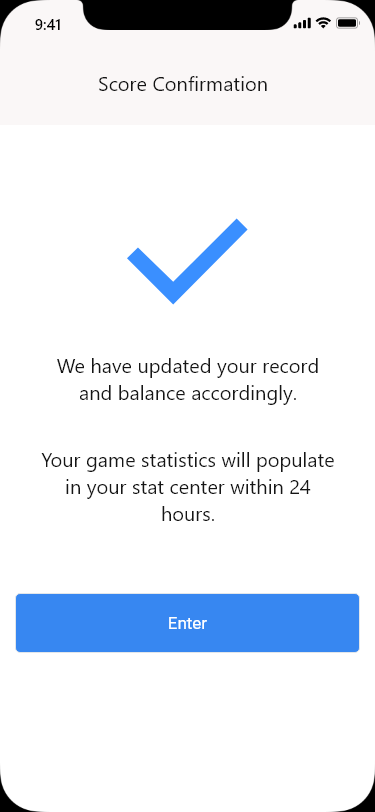 9:41
Score Confirmation
We have updated your record
and balance accordingly.
Your game statistics will populate
in your stat center within 24
hours.
Enter